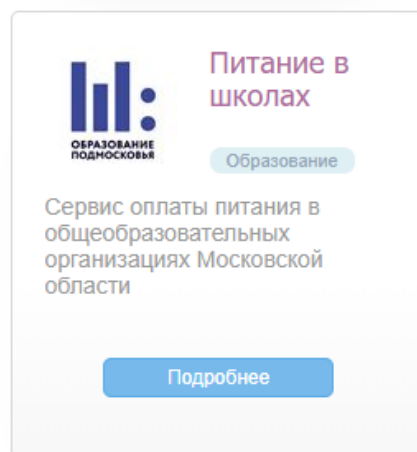 Питание в
школах
ОБРАЗОВАНИЕ
ПОДМОСКОВЬЯ
Образование
Сервис оплаты питания в
общеобразовательных
организациях Московской
области
Подробнее